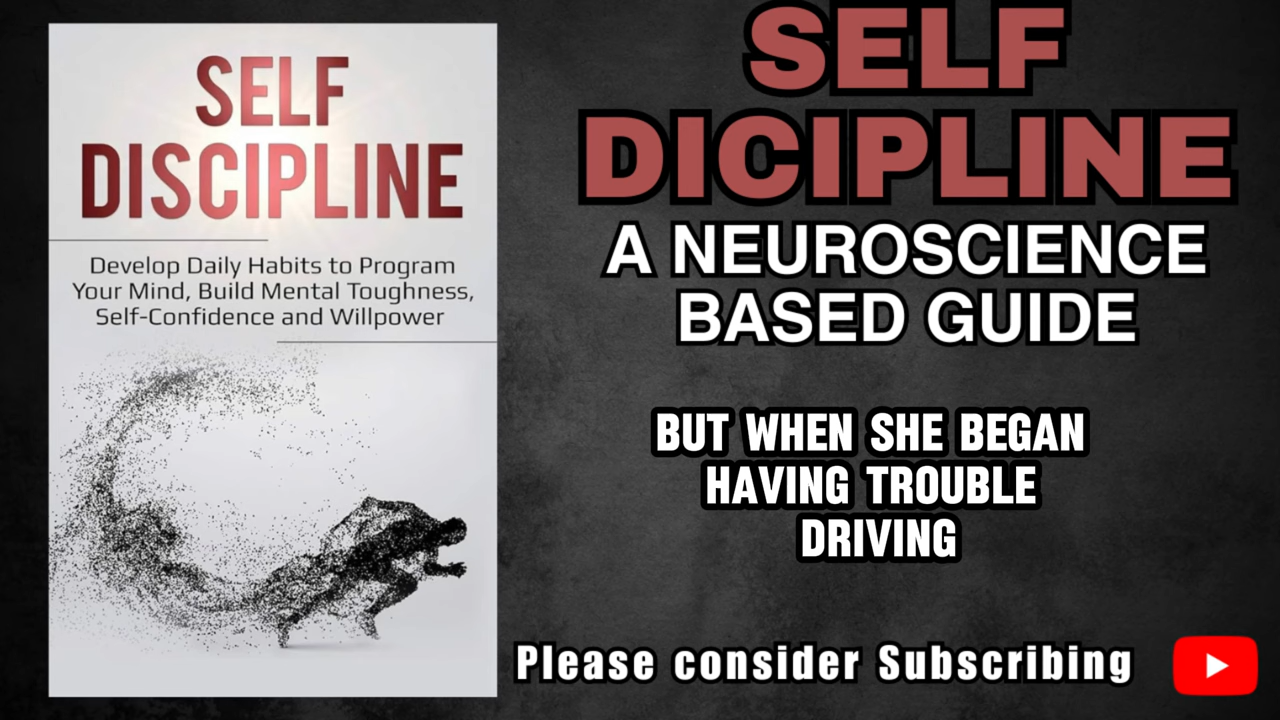 SELF
DISCIPLINE
Develop Daily Habits to Program
Your Mind, Build Mental Toughness,
Self-Confidence and Willpower
SELF
DICIPLINE
A NEUROSCIENCE
BASED GUIDE
BUT WHEN SHE BEGAN
HAVING TROUBLE
DRIVING
Please consider Subscribing